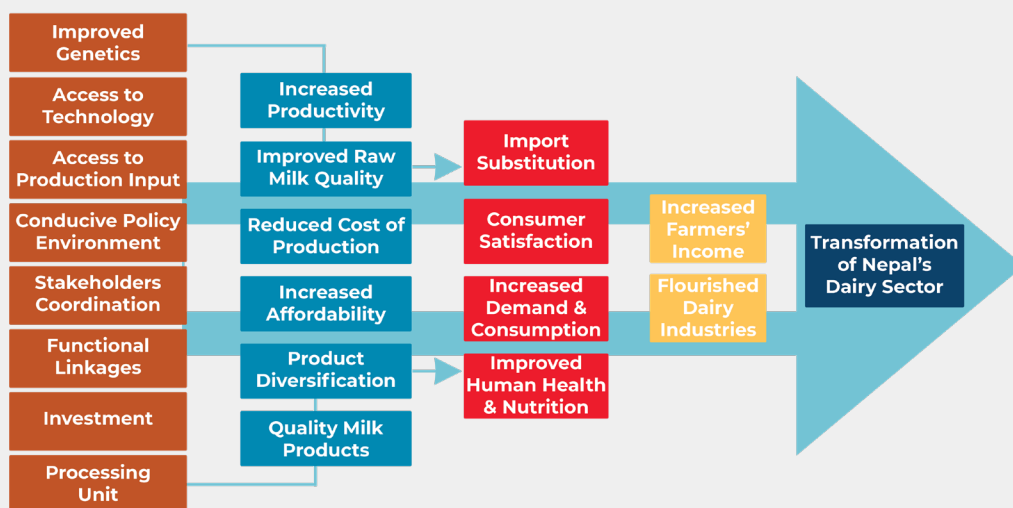 Improved
Genetics
Access to
Technology
Access to
Production Input
Conducive Policy
Environment
Stakeholders
Coordination
Functional
Linkages
Investment
Processing
Unit
Increased
Productivity
Improved Raw
Milk Quality
Reduced Cost of
Production
Increased
Affordability
Product
Diversification
Quality Milk
Products
Import
Substitution
Consumer
Satisfaction
Increased
Demand &
Consumption
Improved
Human Health
& Nutrition
Increased
Farmers'
Income
Flourished
Dairy
Industries
Transformation
of Nepal's
Dairy Sector